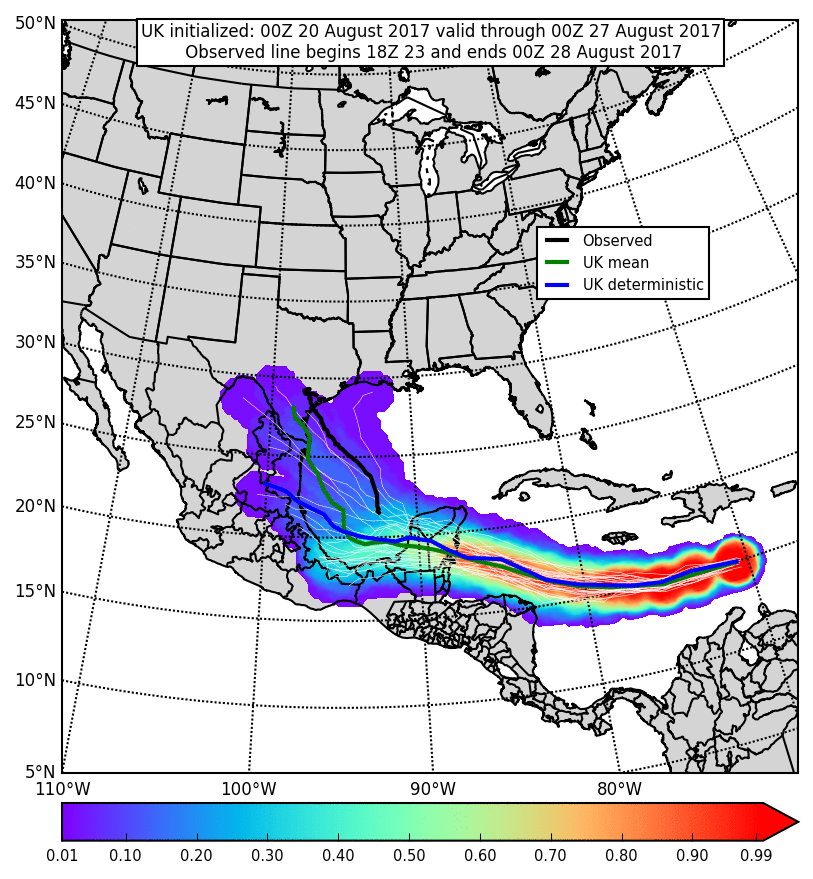 UK initialized: 00Z 20 August 2017 valid through 00Z 27 August 2017
Observed line begins 18Z 23 and ends 00Z 28 August 2017
50°N
45°N
40°N
35°N
30°N
25°N
20°N
15°N
10°N
5°N
Observed
UK mean
UK deterministic
110°W 100°W 90°W 80°W
0.01 0.10 0.20 0.30 0.40 0.50 0.60 0.70 0.80 0.90 0.99